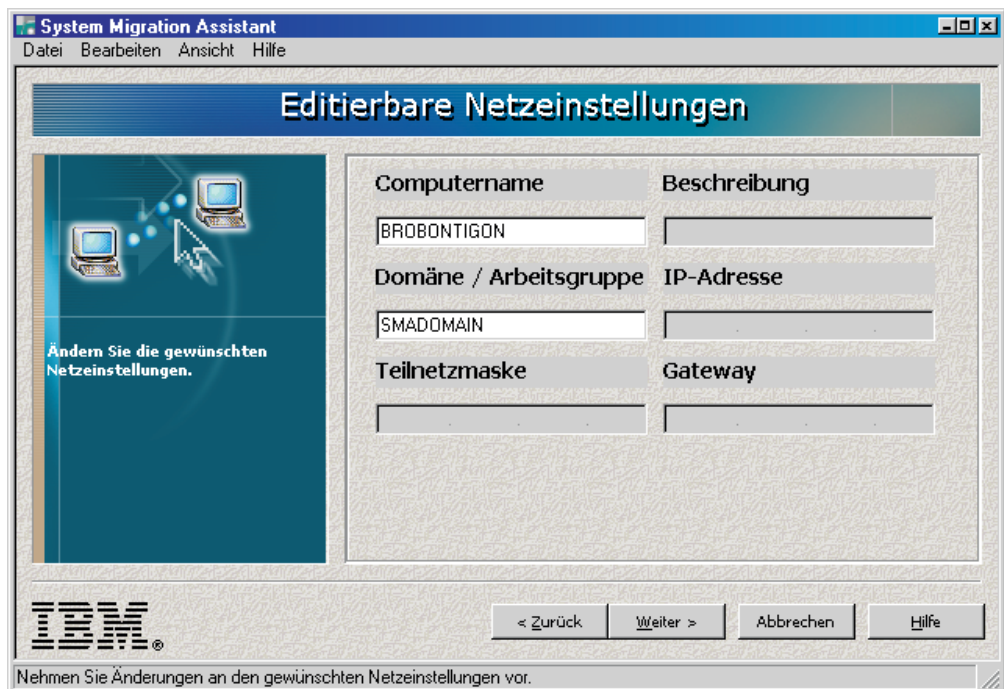 System Migration Assistant
Datei Bearbeiten Ansicht Hilfe
Editierbare Netzeinstellungen
Ändern Sie die gewünschten
Netzeinstellungen.
Computername Beschreibung
BROBONTIGON
Domäne / Arbeitsgruppe IP-Adresse
SMADOMAIN
Teilnetzmaske Gateway
IBM®
< Zurück Weiter > Abbrechen Hilfe
Nehmen Sie Änderungen an den gewünschten Netzeinstellungen vor.